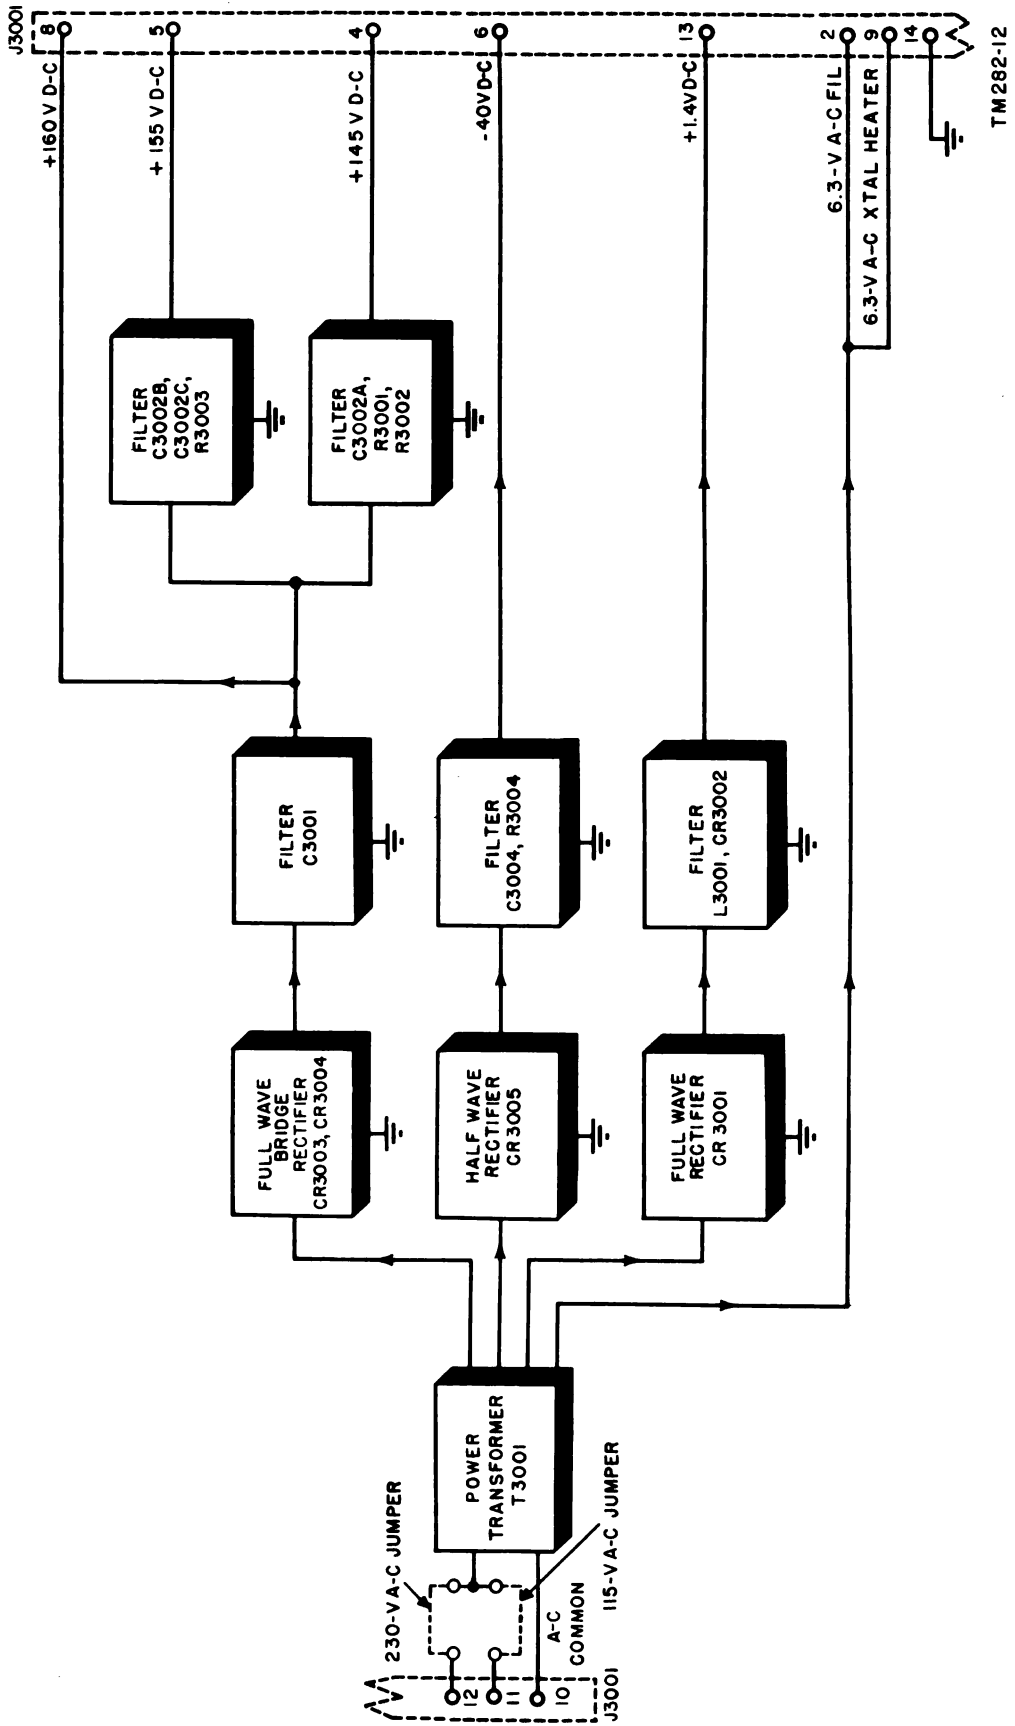 230-V A-C JUMPER
12
11
10
J3001
A-C
COMMON
115-V A-C JUMPER
POWER
TRANSFORMER
T3001
FULL WAVE
BRIDGE
RECTIFIER
CR3003, CR3004
HALF WAVE
RECTIFIER
CR3005
FULL WAVE
RECTIFIER
CR 3001
FILTER
C3001
FILTER
C3004, R3004
FILTER
L3001, CR3002
FILTER
C3002B,
C3002C,
R3003
FILTER
C3002A,
R3001,
R3002
J3001
+160V D-C
8
+155 V D-C
5
+145 V D-C
4
-40VD-C
6
+1.4VD-C
13
6.3-V A-C FIL
2
6.3-V A-C XTAL HEATER
9
14
TM282-12